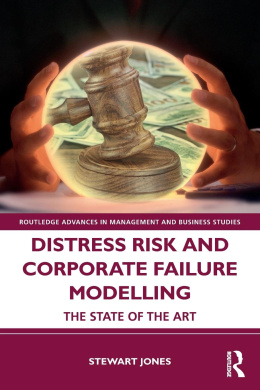 ROUTLEDGE ADVANCES IN MANAGEMENT AND BUSINESS STUDIES
DISTRESS RISK AND
CORPORATE FAILURE
MODELLING
THE STATE OF THE ART
STEWART JONES
ROUTLEDGE